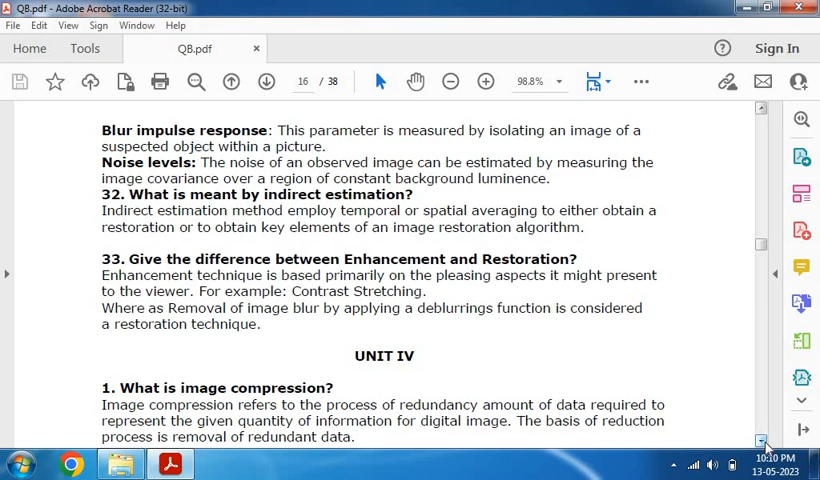 QB.pdf - Adobe Acrobat Reader (32-bit)
File Edit View Sign Window Help
Home Tools QB.pdf × Sign In
16 / 38 98.8%
Blur impulse response: This parameter is measured by isolating an image of a
suspected object within a picture.
Noise levels: The noise of an observed image can be estimated by measuring the
image covariance over a region of constant background luminence.
32. What is meant by indirect estimation?
Indirect estimation method employ temporal or spatial averaging to either obtain a
restoration or to obtain key elements of an image restoration algorithm.
33. Give the difference between Enhancement and Restoration?
Enhancement technique is based primarily on the pleasing aspects it might present
to the viewer. For example: Contrast Stretching.
Where as Removal of image blur by applying a deblurrings function is considered
a restoration technique.
UNIT IV
1. What is image compression?
Image compression refers to the process of redundancy amount of data required to
represent the given quantity of information for digital image. The basis of reduction
process is removal of redundant data.
10:10 PM
13-05-2023